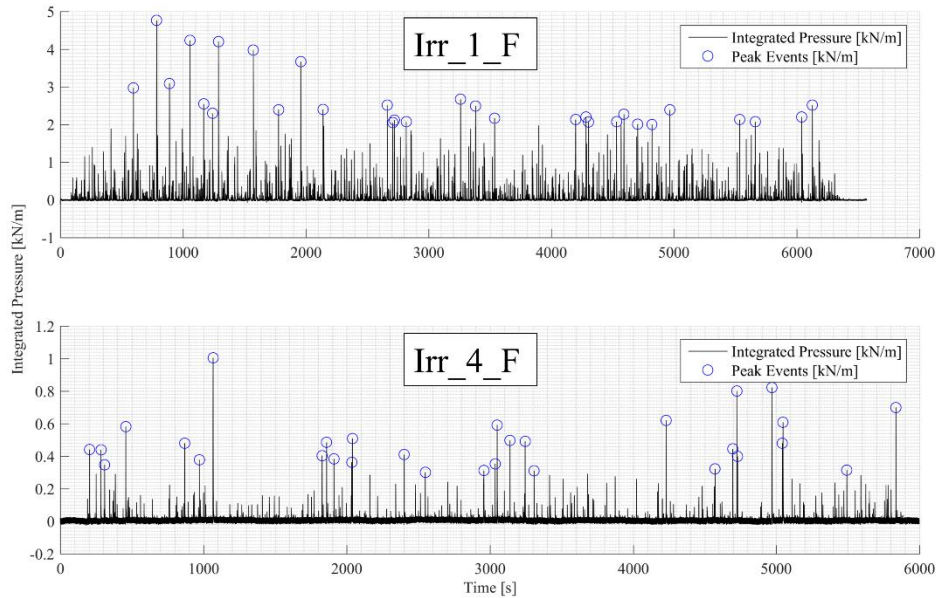 5
4
3
2
1
0
-1
Irr_1_F
Integrated Pressure [kN/m]
Peak Events [kN/m]
0 1000 2000 3000 4000 5000 6000 7000
Integrated Pressure [kN/m]
1.2
1
0.8
0.6
0.4
0.2
0
-0.2
Irr_4_F
Integrated Pressure [kN/m]
Peak Events [kN/m]
0 1000 2000 3000 4000 5000 6000
Time [s]